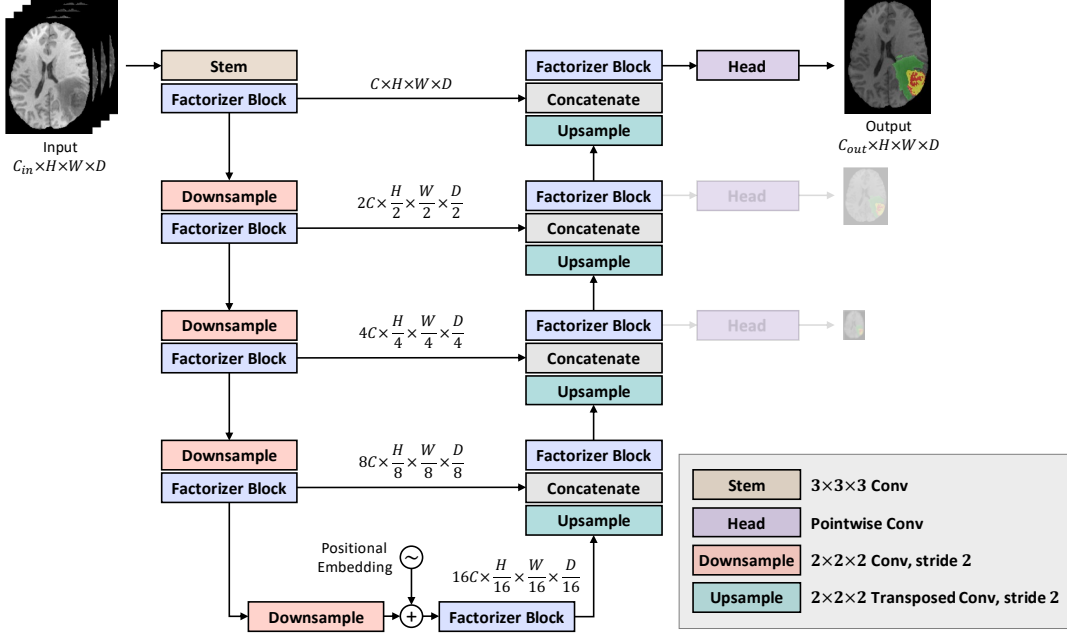 Stem
Factorizer Block
C×H×W×D
Factorizer Block
Head
Concatenate
Upsample
Input
C_in×H×W×D
Output
C_out×H×W×D
Downsample
Factorizer Block
2C×H/2×W/2×D/2
Factorizer Block
Head
Concatenate
Upsample
Downsample
Factorizer Block
4C×H/4×W/4×D/4
Factorizer Block
Head
Concatenate
Upsample
Downsample
Factorizer Block
8C×H/8×W/8×D/8
Factorizer Block
Concatenate
Upsample
Positional
Embedding
~
16C×H/16×W/16×D/16
Downsample
+
Factorizer Block
Stem 3×3×3 Conv
Head Pointwise Conv
Downsample 2×2×2 Conv, stride 2
Upsample 2×2×2 Transposed Conv, stride 2